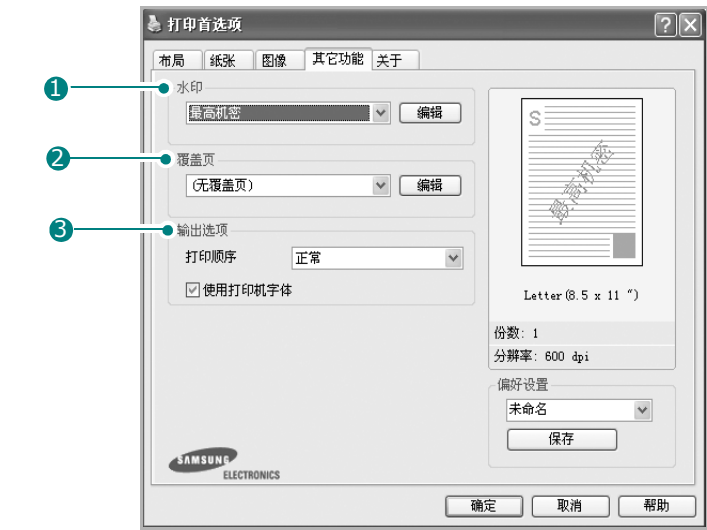 打印首选项
布局 纸张 图像 其它功能 关于
1 水印
最高机密 编辑
2 覆盖页
(无覆盖页) 编辑
3 输出选项
打印顺序 正常
使用打印机字体
S
最高机密
Letter(8.5 x 11 ")
份数: 1
分辨率: 600 dpi
偏好设置
未命名
保存
SAMSUNG
ELECTRONICS
确定 取消 帮助